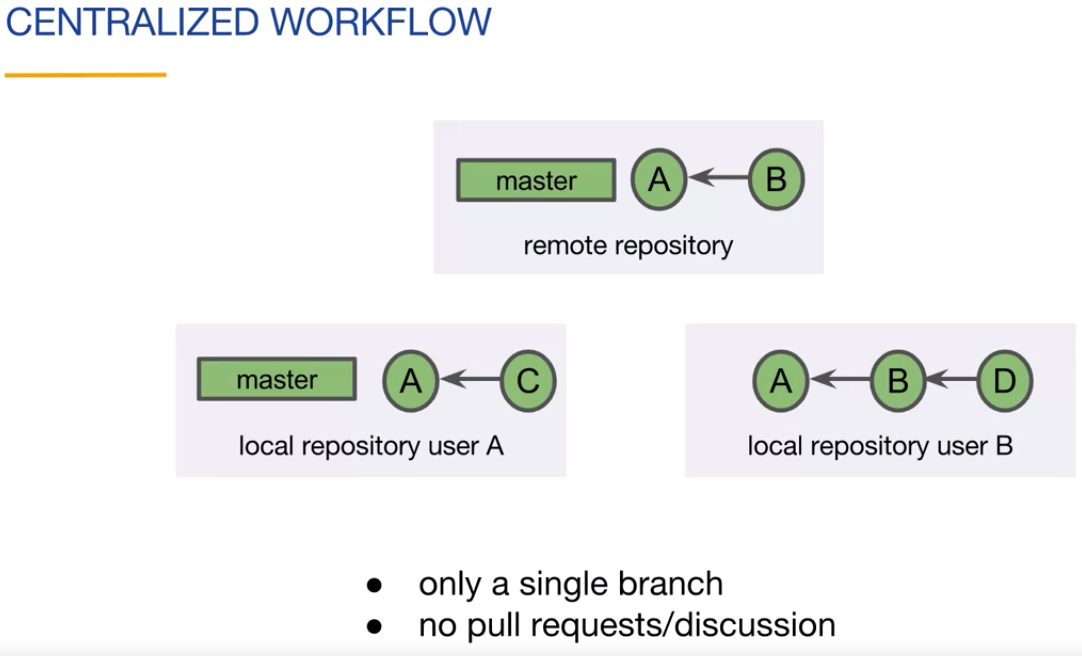 CENTRALIZED WORKFLOW
master A B
remote repository
master A C
local repository user A
A B D
local repository user B
● only a single branch
● no pull requests/discussion